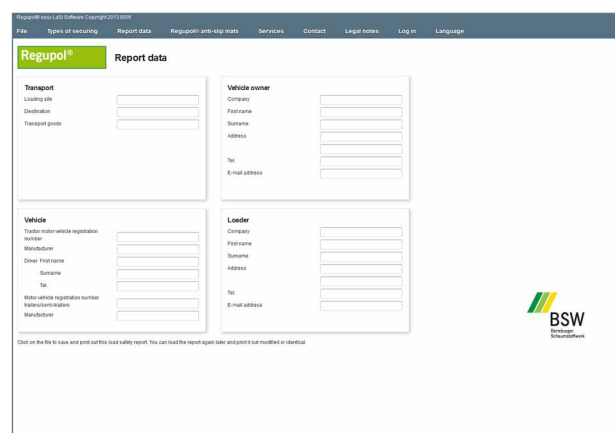 Regupol® easy LaSi Software Copyright 2013 BSW
File Types of securing Report data Regupol® anti-slip mats Services Contact Legal notes Log in Language
Regupol®
Report data
Transport
Loading site
Destination
Transport goods
Vehicle owner
Company
First name
Surname
Address
Tel.
E-mail address
Vehicle
Tractor motor vehicle registration
number
Manufacturer
Driver First name
Surname
Tel.
Motor vehicle registration number
trailers/semi-trailers
Manufacturer
Loader
Company
First name
Surname
Address
Tel.
E-mail address
BSW
Berleburger
Schaumstoffwerk
Click on the file to save and print out this load safety report. You can load the report again later and print it out modified or identical.